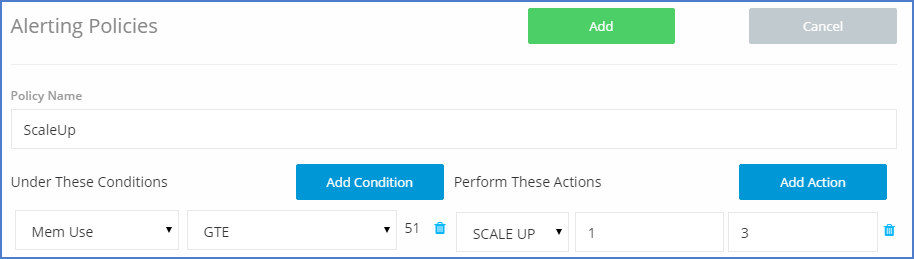 Alerting Policies Add Cancel
Policy Name
ScaleUp
Under These Conditions Add Condition Perform These Actions Add Action
Mem Use GTE 51 SCALE UP 1 3